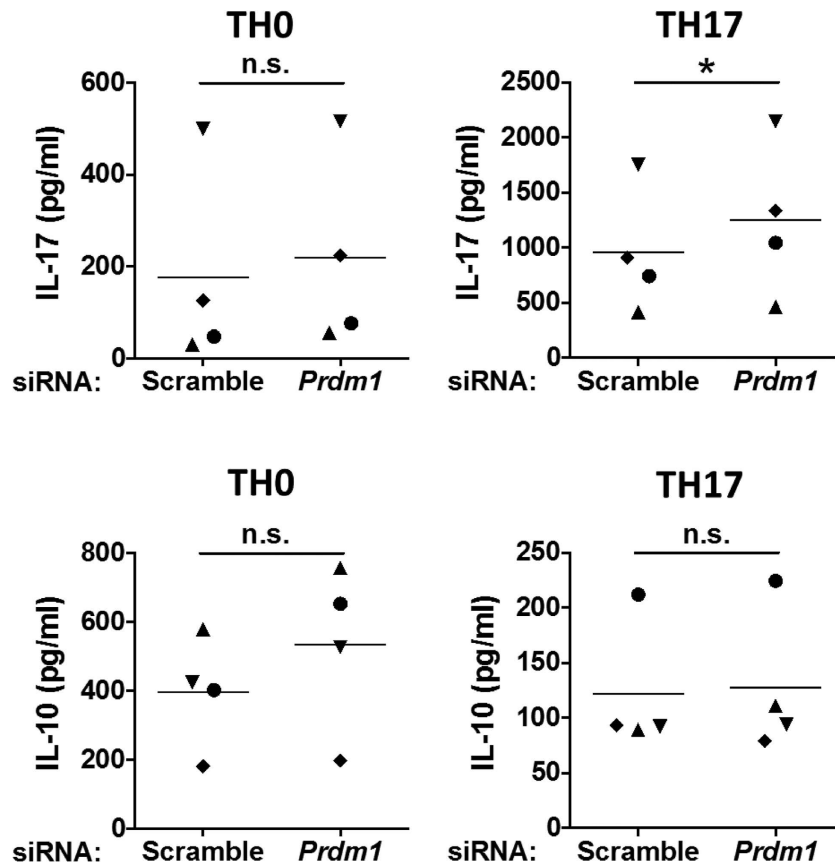 TH0
n.s.
IL-17 (pg/ml)
600
400
200
0
siRNA: Scramble Prdm1
TH17
*
IL-17 (pg/ml)
2500
2000
1500
1000
500
0
siRNA: Scramble Prdm1
TH0
n.s.
IL-10 (pg/ml)
800
600
400
200
0
siRNA: Scramble Prdm1
TH17
n.s.
IL-10 (pg/ml)
250
200
150
100
50
0
siRNA: Scramble Prdm1